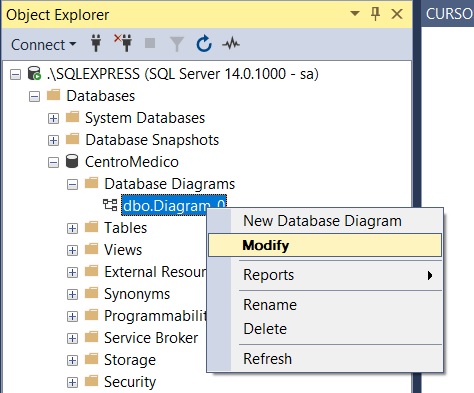 Object Explorer
CURSO
Connect
.\SQLEXPRESS (SQL Server 14.0.1000 - sa)
Databases
System Databases
Database Snapshots
CentroMedico
Database Diagrams
dbo.Diagram_0
New Database Diagram
Tables
Modify
Views
External Resour
Reports
Synonyms
Programmabilit
Rename
Service Broker
Delete
Storage
Refresh
Security